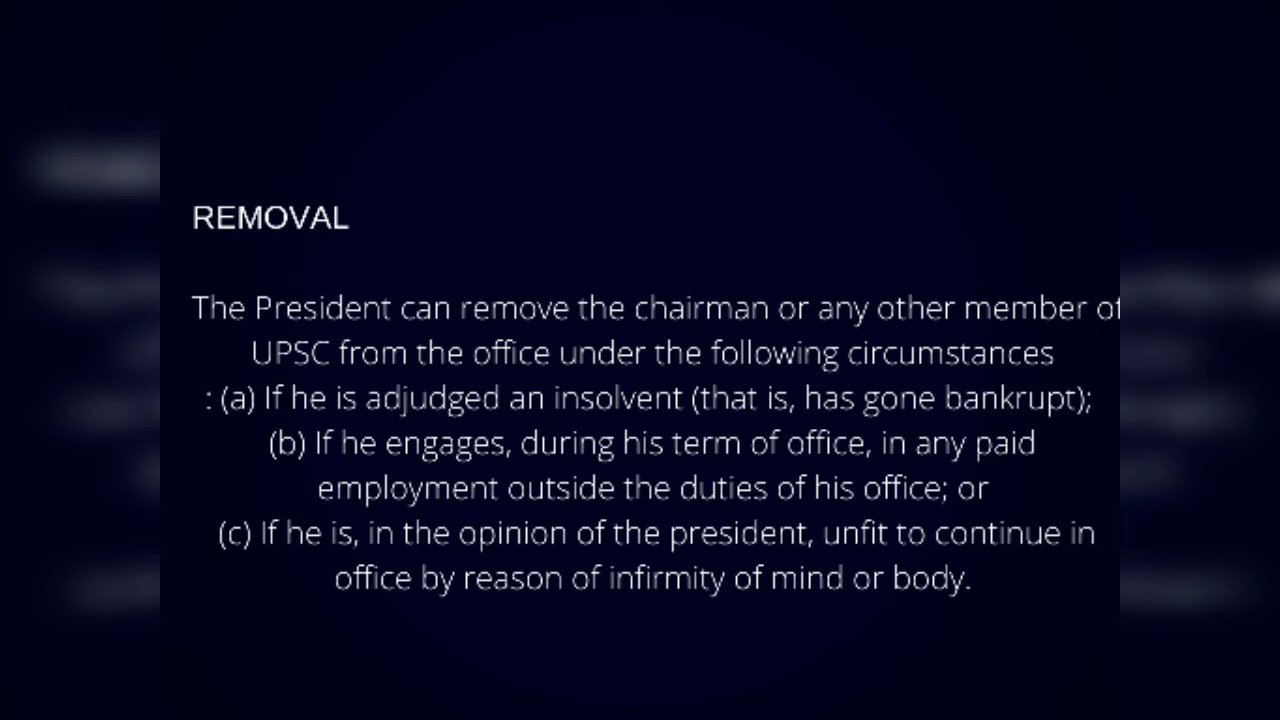 REMOVAL
The President can remove the chairman or any other member of
UPSC from the office under the following circumstances
: (a) If he is adjudged an insolvent (that is, has gone bankrupt);
(b) If he engages, during his term of office, in any paid
employment outside the duties of his office; or
(c) If he is, in the opinion of the president, unfit to continue in
office by reason of infirmity of mind or body.